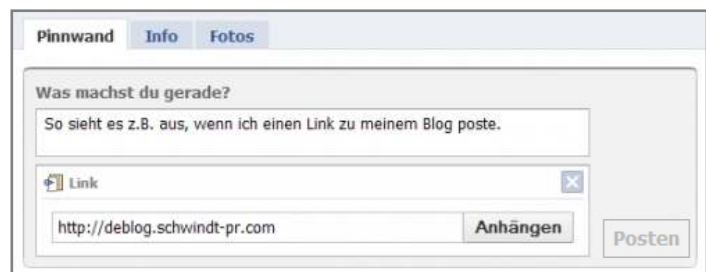 Pinnwand Info Fotos
Was machst du gerade?
So sieht es z.B. aus, wenn ich einen Link zu meinem Blog poste.
Link
http://deblog.schwindt-pr.com Anhängen
Posten